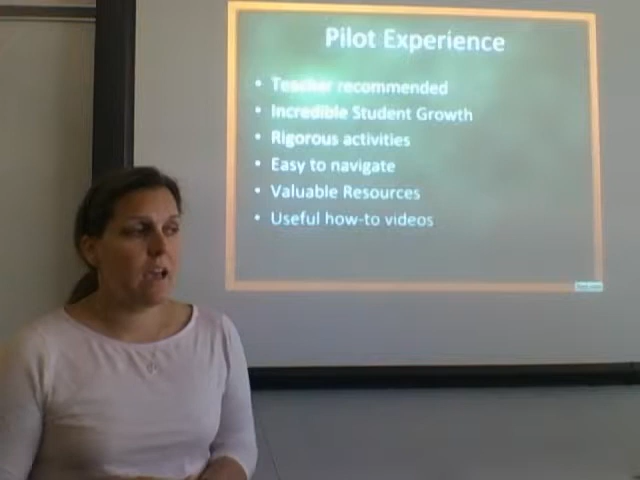 Pilot Experience
• Teacher recommended
• Incredible Student Growth
• Rigorous activities
• Easy to navigate
• Valuable Resources
• Useful how-to videos